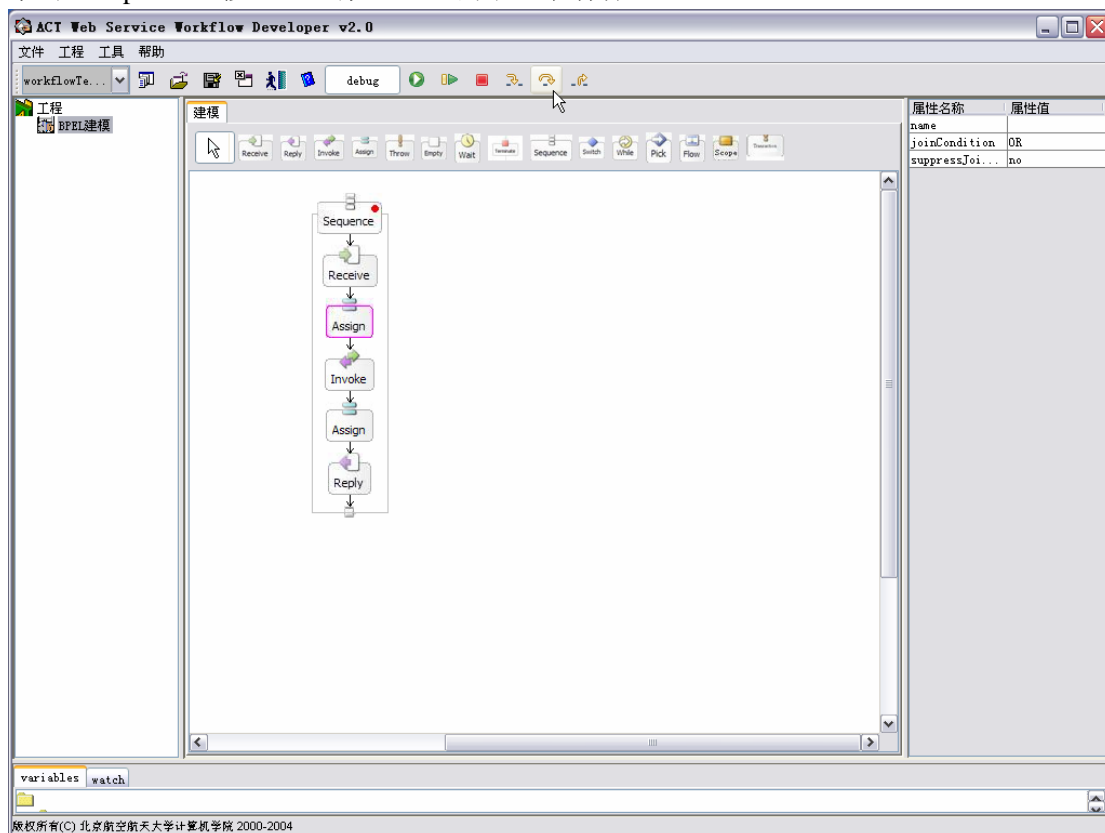 ACT Web Service Workflow Developer v2.0
文件 工程 工具 帮助
workflowTe... debug
工程
BPEL建模
建模
Receive Reply Invoke Assign Throw Empty Wait Terminate Sequence Switch While Pick Flow Scope
Sequence
Receive
Assign
Invoke
Assign
Reply
属性名称 属性值
name
joinCondition OR
suppressJoi... no
variables watch
版权所有(C) 北京航空航天大学计算机学院 2000-2004